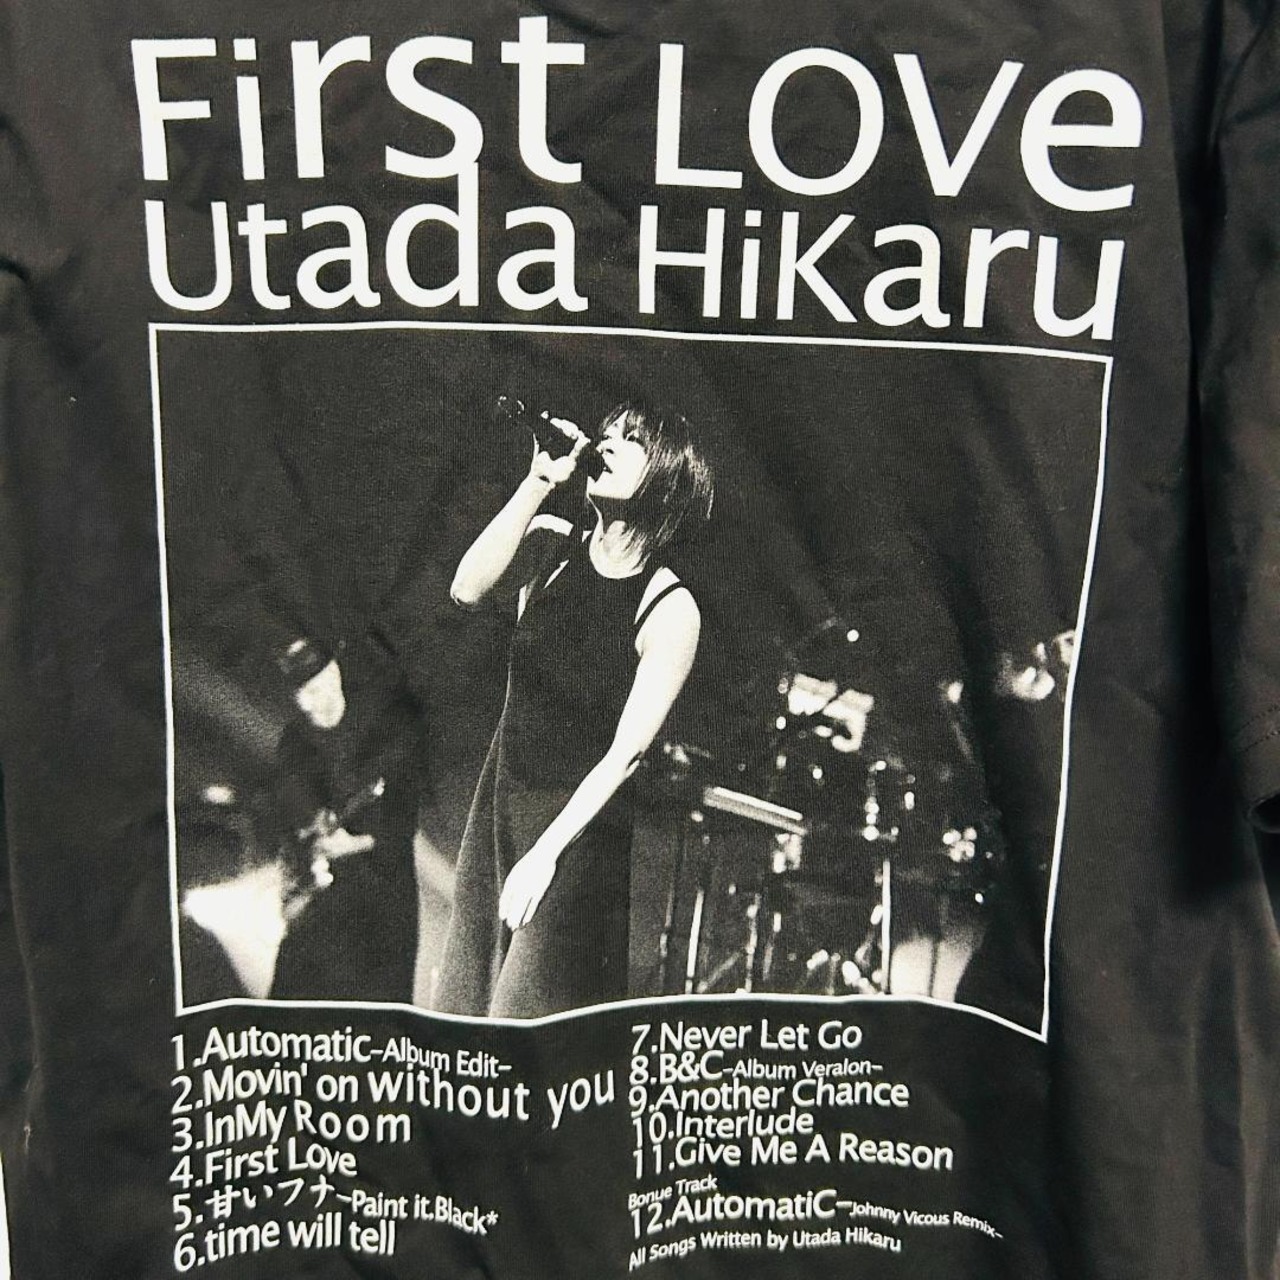 First Love
Utada Hikaru
1.Automatic-Album Edit-
2.Movin' on without you
3.InMy Room
4.First Love
5.甘いフナ-Paint it.Black*
6.time will tell
7.Never Let Go
8.B&C-Album Veralon-
9.Another Chance
10.Interlude
11.Give Me A Reason
Bonue Track
12.AutomatiC-Johnny Vicous Remix-
All Songs Written by Utada Hikaru